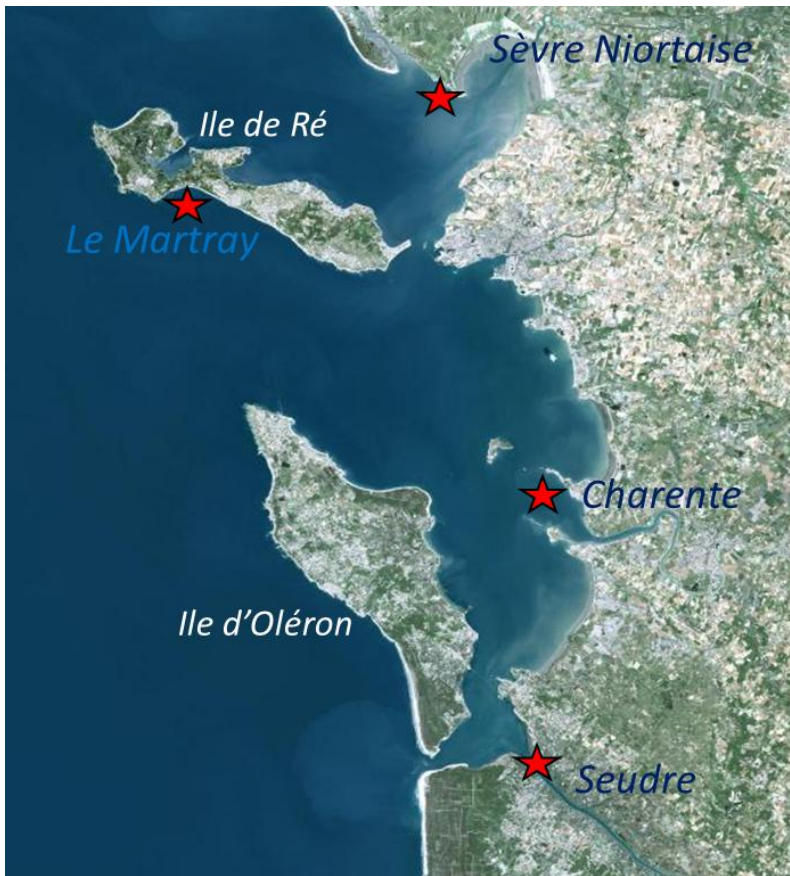 Sèvre Niortaise
Ile de Ré
Le Martray
Charente
Ile d'Oléron
Seudre